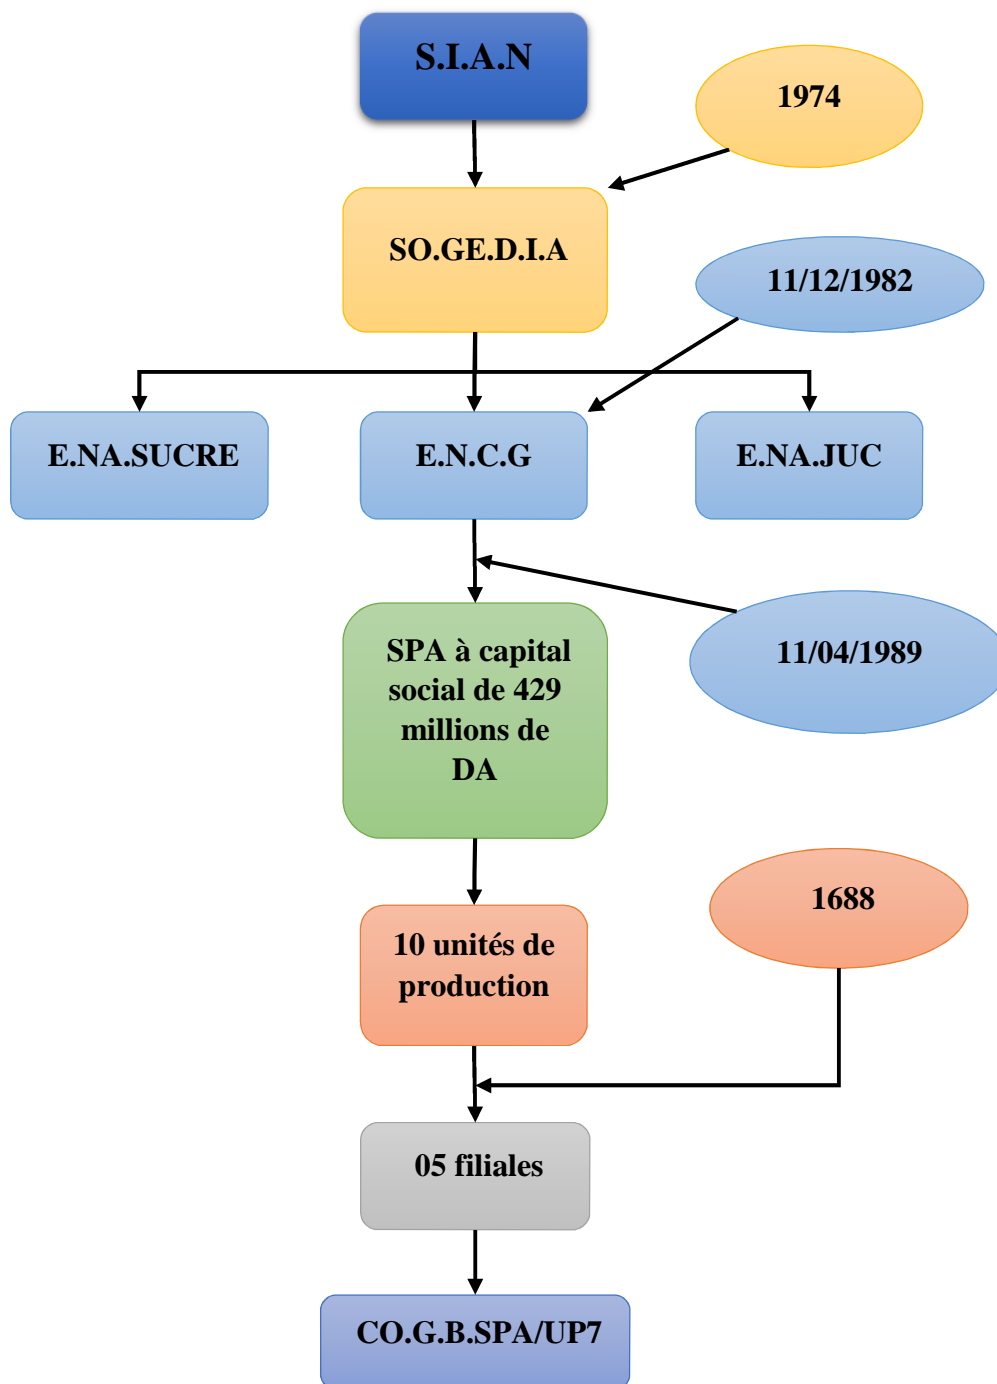 S.I.A.N
1974
SO.GE.D.I.A
11/12/1982
E.NA.SUCRE
E.N.C.G
E.NA.JUC
SPA à capital
social de 429
millions de
DA
11/04/1989
1688
10 unités de
production
05 filiales
CO.G.B.SPA/UP7